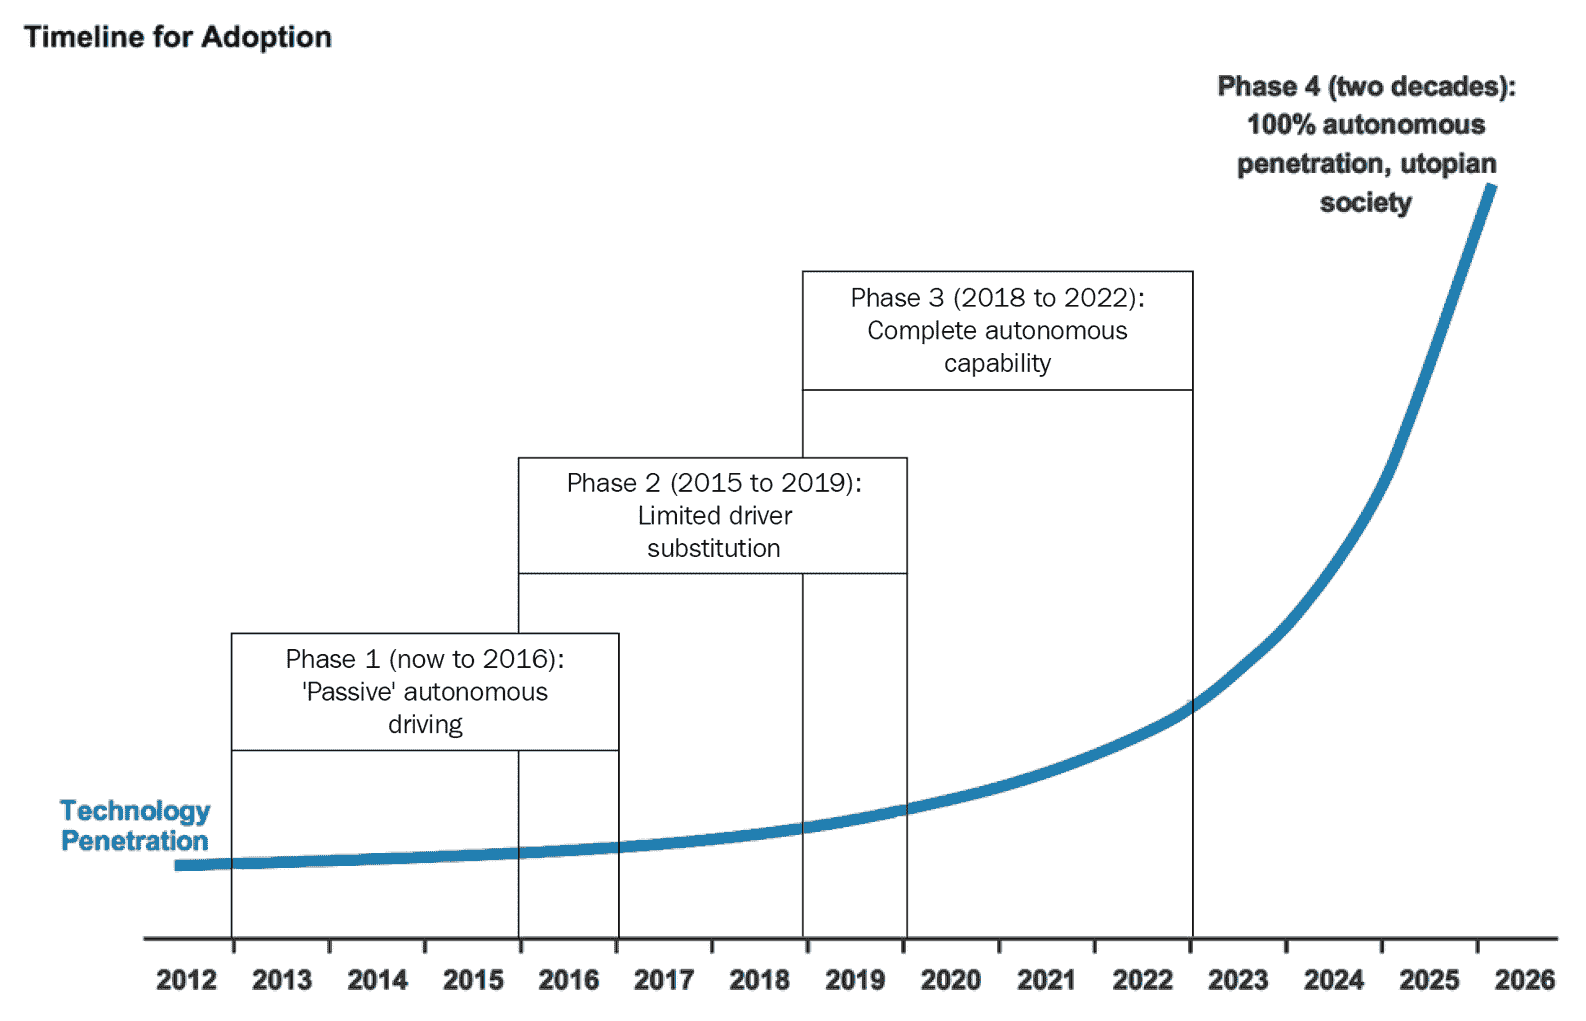 Timeline for Adoption
Phase 4 (two decades):
100% autonomous
penetration, utopian
society
Phase 3 (2018 to 2022):
Complete autonomous
capability
Phase 2 (2015 to 2019):
Limited driver
substitution
Phase 1 (now to 2016):
'Passive' autonomous
driving
Technology
Penetration
2012 2013 2014 2015 2016 2017 2018 2019 2020 2021 2022 2023 2024 2025 2026